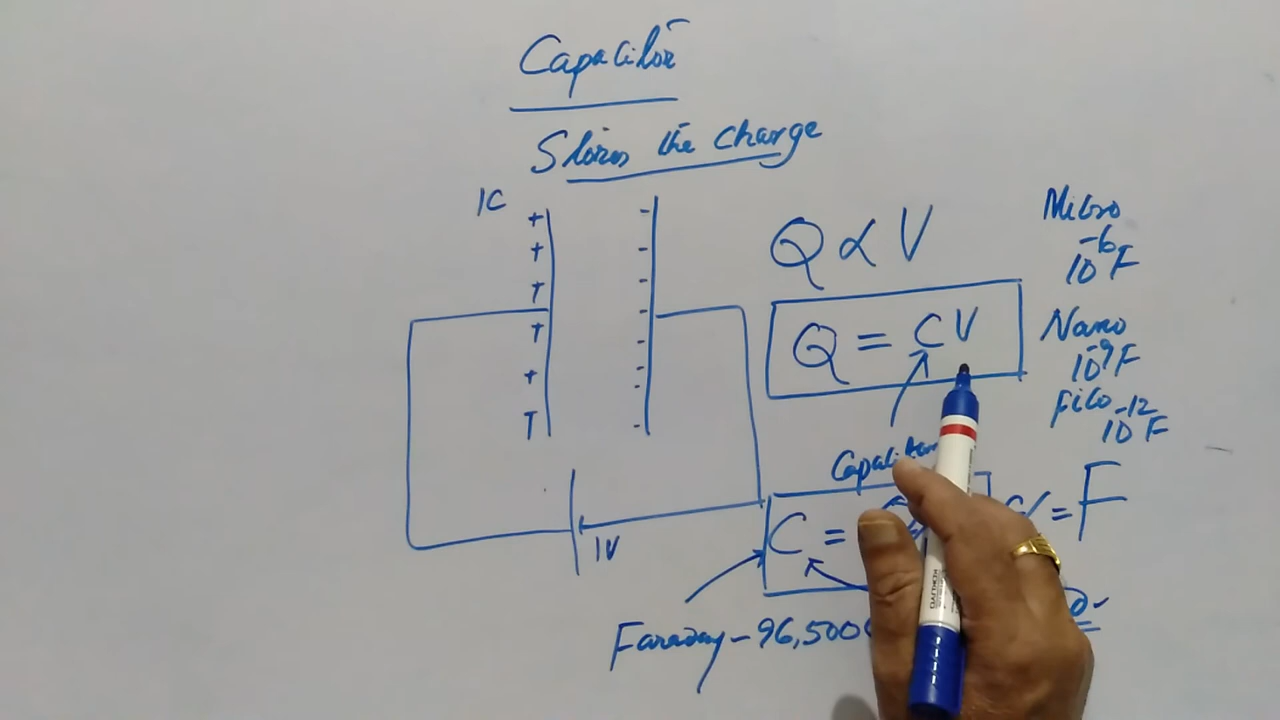 Capacitor
Stores the charge
1C
+ + + + + +
- - - - - - - -
Q ∝ V
Q = CV
C =
= F
1V
Faraday - 96,500
Micro
10⁻⁶F
Nano
10⁻⁹F
Pico
10⁻¹²F